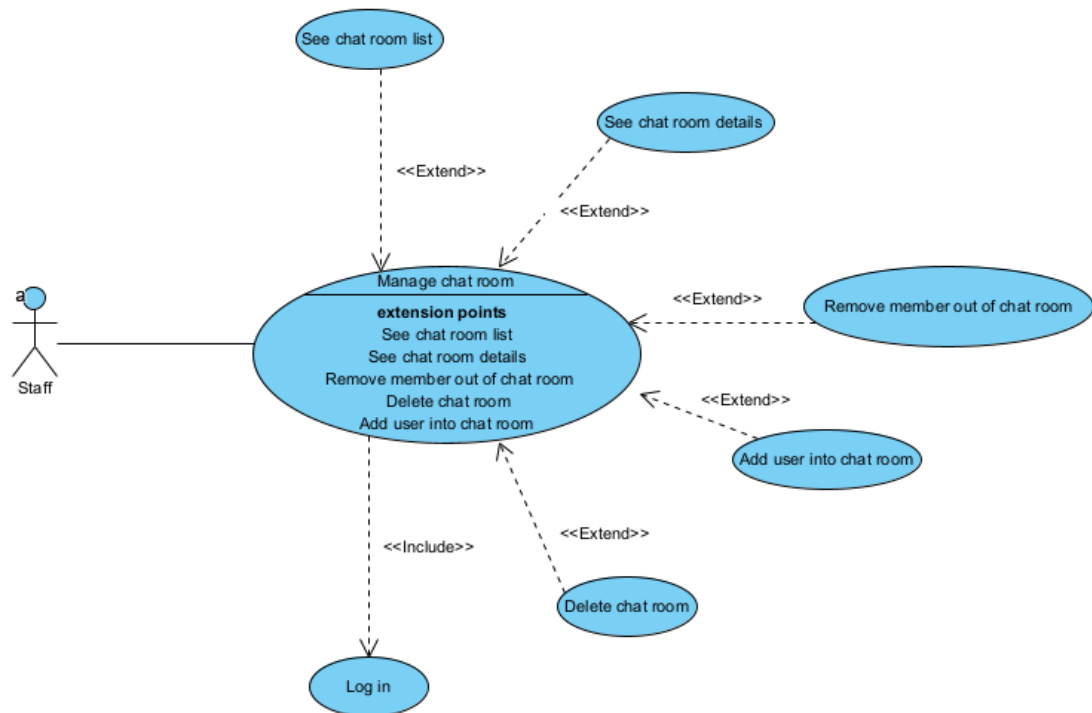 See chat room list
See chat room details
<<Extend>>
<<Extend>>
Manage chat room
extension points
See chat room list
See chat room details
Remove member out of chat room
Delete chat room
Add user into chat room
<<Extend>>
Remove member out of chat room
a
Staff
<<Extend>>
Add user into chat room
<<Extend>>
<<Include>>
Delete chat room
Log in